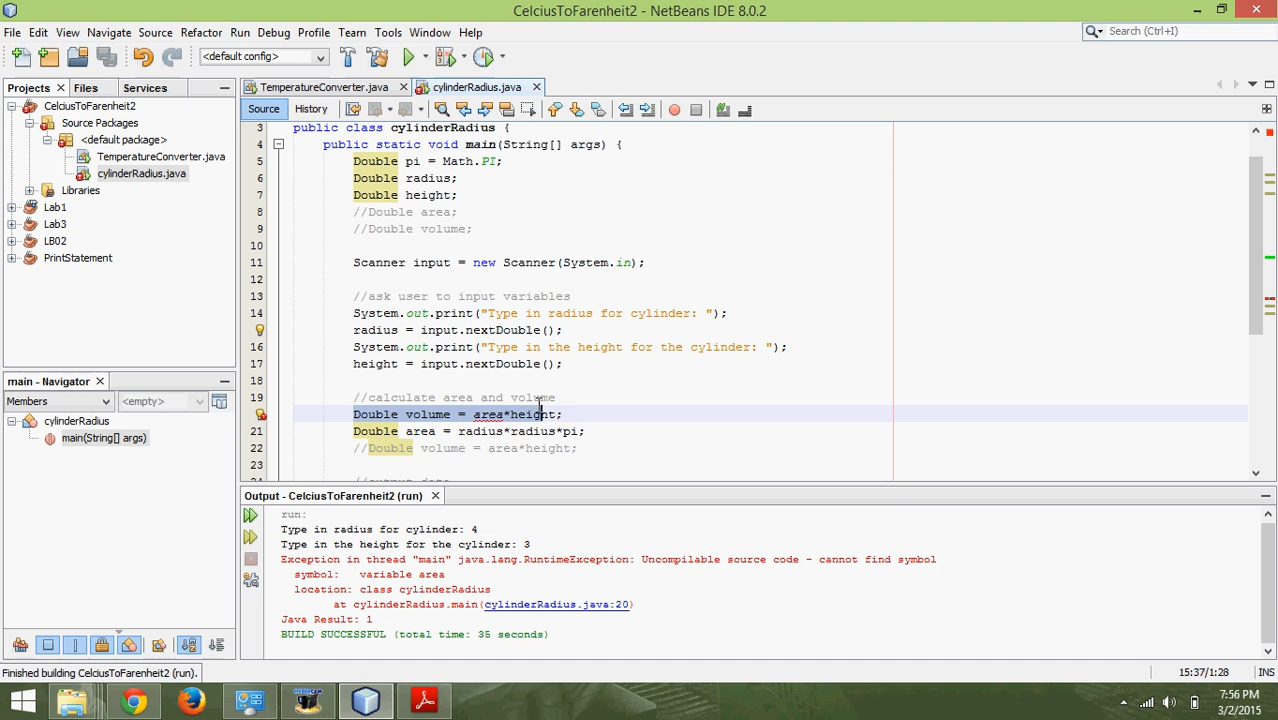 CelciusToFarenheit2 - NetBeans IDE 8.0.2
File Edit View Navigate Source Refactor Run Debug Profile Team Tools Window Help
Search (Ctrl+I)
<default config>
Projects Files Services
CelciusToFarenheit2
Source Packages
<default package>
TemperatureConverter.java
cylinderRadius.java
Libraries
Lab1
Lab3
LB02
PrintStatement
main - Navigator
Members <empty>
cylinderRadius
main(String[] args)
TemperatureConverter.java cylinderRadius.java
Source History
3 public class cylinderRadius {
4 public static void main(String[] args) {
5 Double pi = Math.PI;
6 Double radius;
7 Double height;
8 //Double area;
9 //Double volume;
10
11 Scanner input = new Scanner(System.in);
12
13 //ask user to input variables
14 System.out.print("Type in radius for cylinder: ");
radius = input.nextDouble();
16 System.out.print("Type in the height for the cylinder: ");
17 height = input.nextDouble();
18
19 //calculate area and volume
Double volume = area*height;
21 Double area = radius*radius*pi;
22 //Double volume = area*height;
23
Output - CelciusToFarenheit2 (run)
run:
Type in radius for cylinder: 4
Type in the height for the cylinder: 3
Exception in thread "main" java.lang.RuntimeException: Uncompilable source code - cannot find symbol
symbol: variable area
location: class cylinderRadius
at cylinderRadius.main(cylinderRadius.java:20)
Java Result: 1
BUILD SUCCESSFUL (total time: 35 seconds)
Finished building CelciusToFarenheit2 (run).
15:37/1:28 INS
7:56 PM
3/2/2015